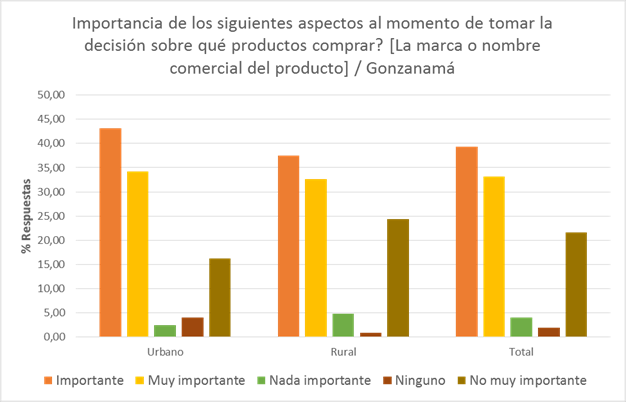 Importancia de los siguientes aspectos al momento de tomar la
decisión sobre qué productos comprar? [La marca o nombre
comercial del producto] / Gonzanamá
50,00
45,00
40,00
35,00
30,00
25,00
20,00
15,00
10,00
5,00
0,00
% Respuestas
Urbano Rural Total
Importante Muy importante Nada importante Ninguno No muy importante